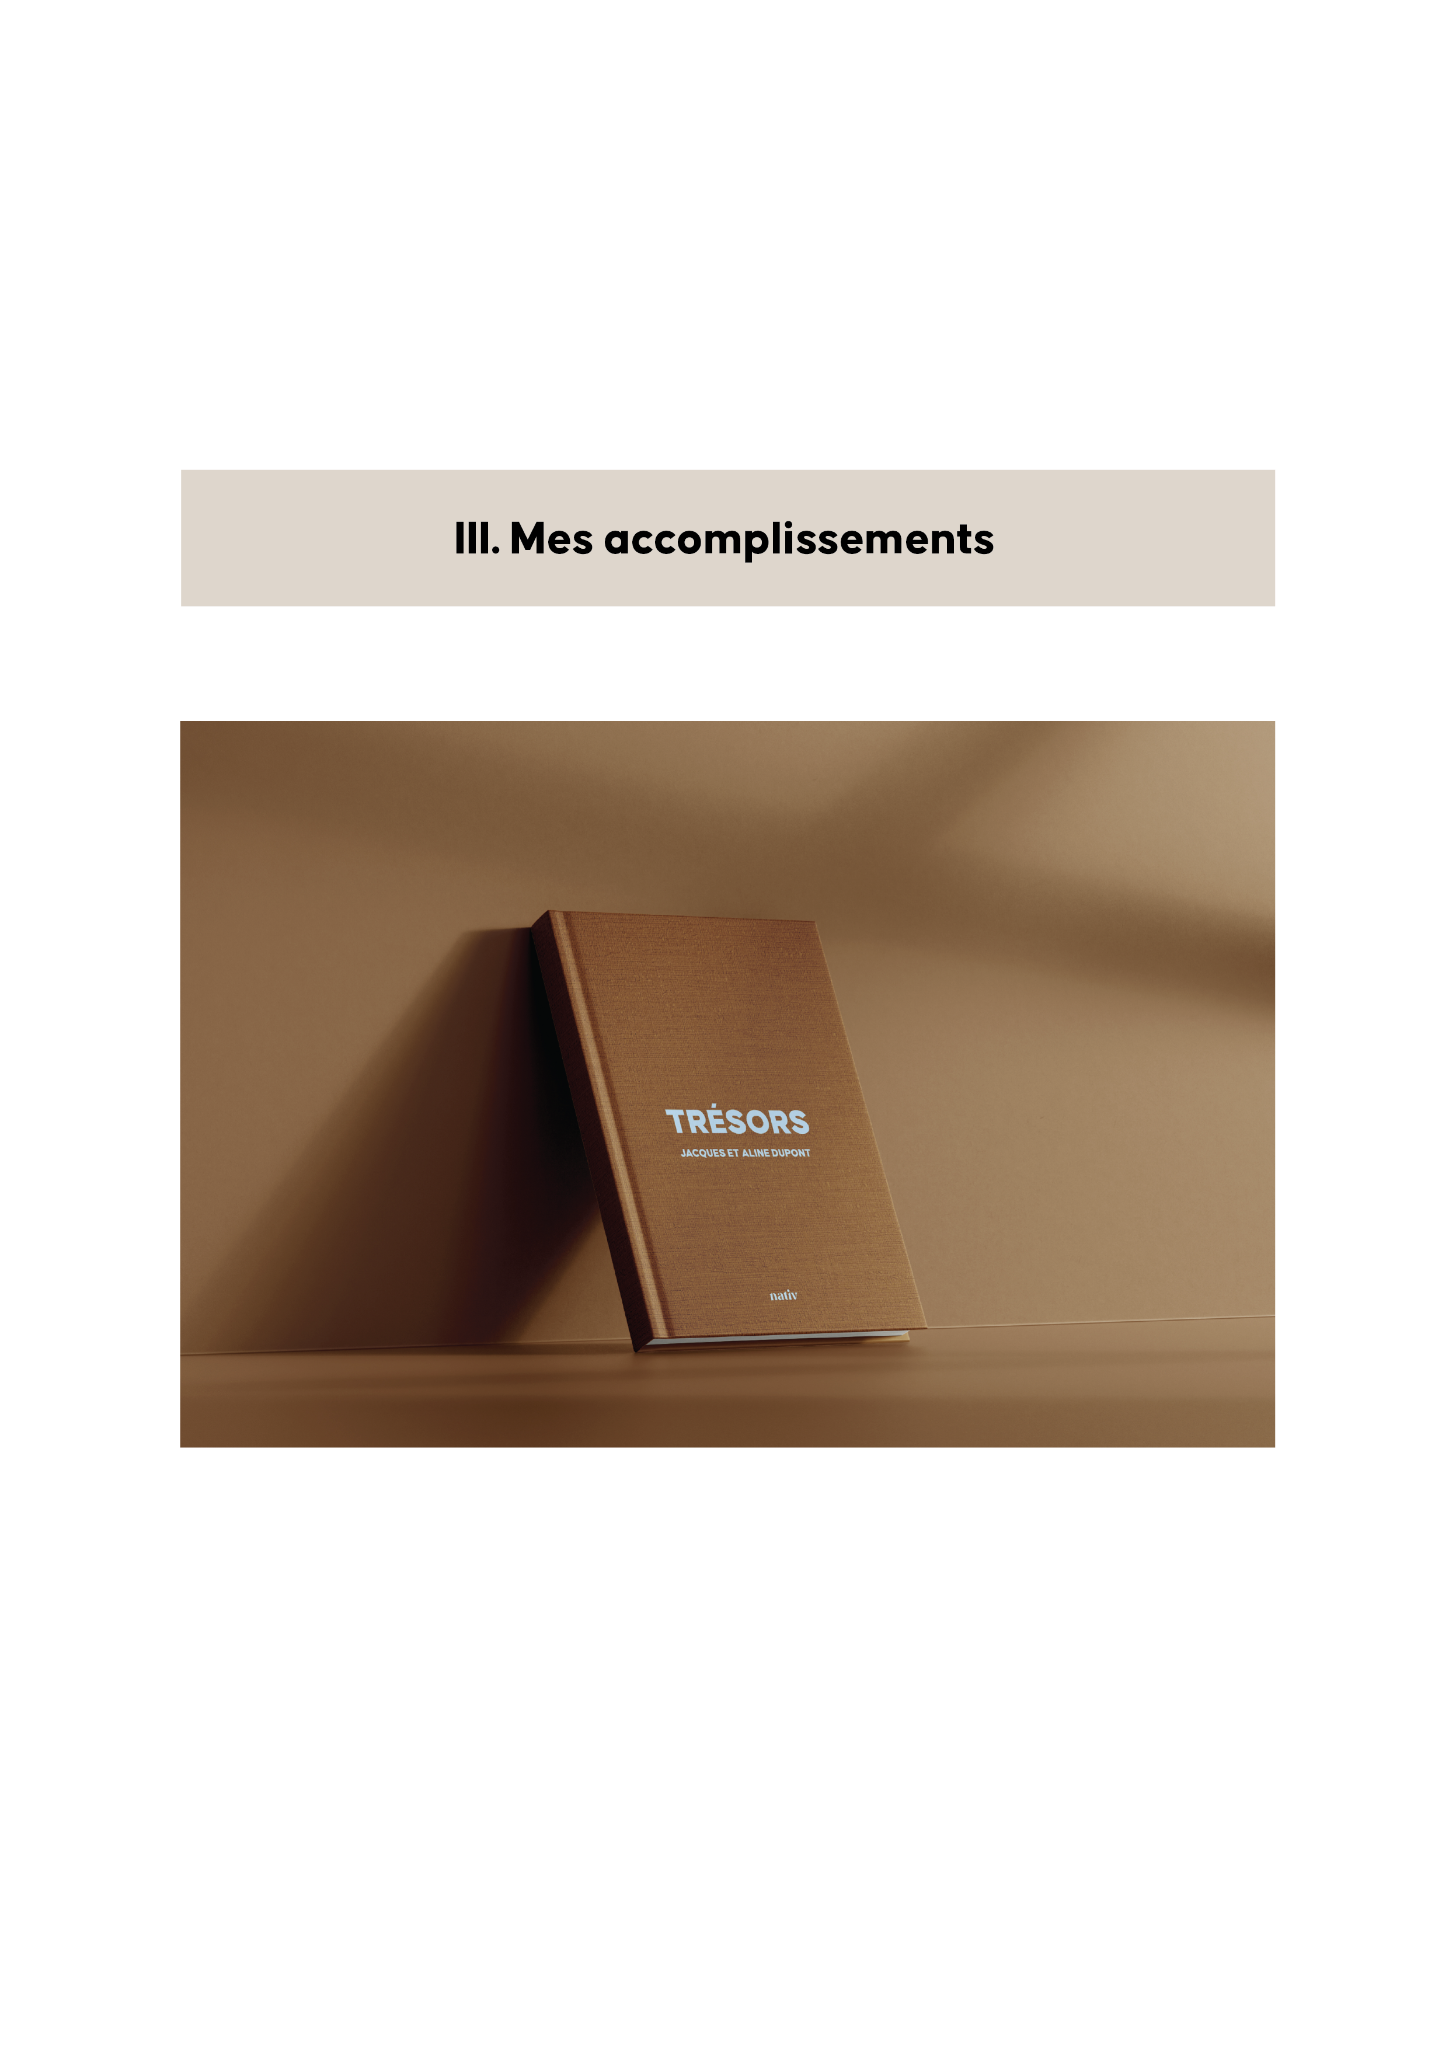 III. Mes accomplissements
TRÉSORS
JACQUES ET ALINE DUPONT
nativ